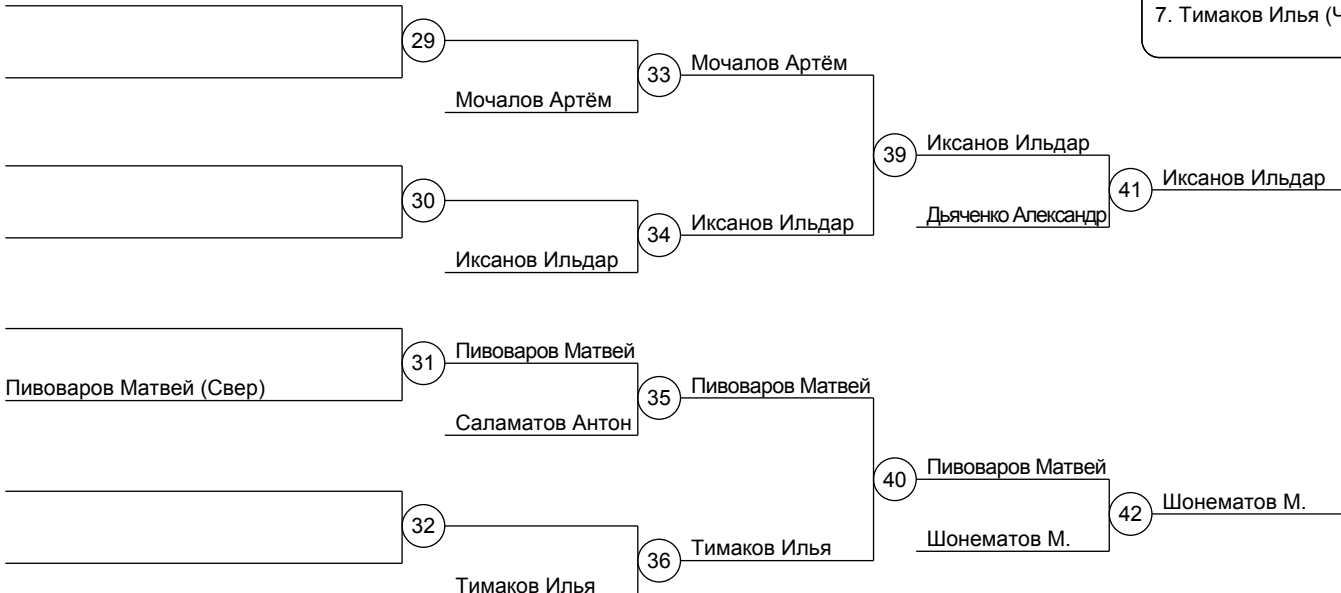 7. Тимаков Илья (Ч
29
33
Мочалов Артём
Мочалов Артём
39
Иксанов Ильдар
30
34
Иксанов Ильдар
Иксанов Ильдар
Дьяченко Александр
41
Иксанов Ильдар
31
Пивоваров Матвей
Пивоваров Матвей (Свер)
35
Пивоваров Матвей
Саламатов Антон
40
Пивоваров Матвей
32
36
Тимаков Илья
Тимаков Илья
Шонематов М.
42
Шонематов М.